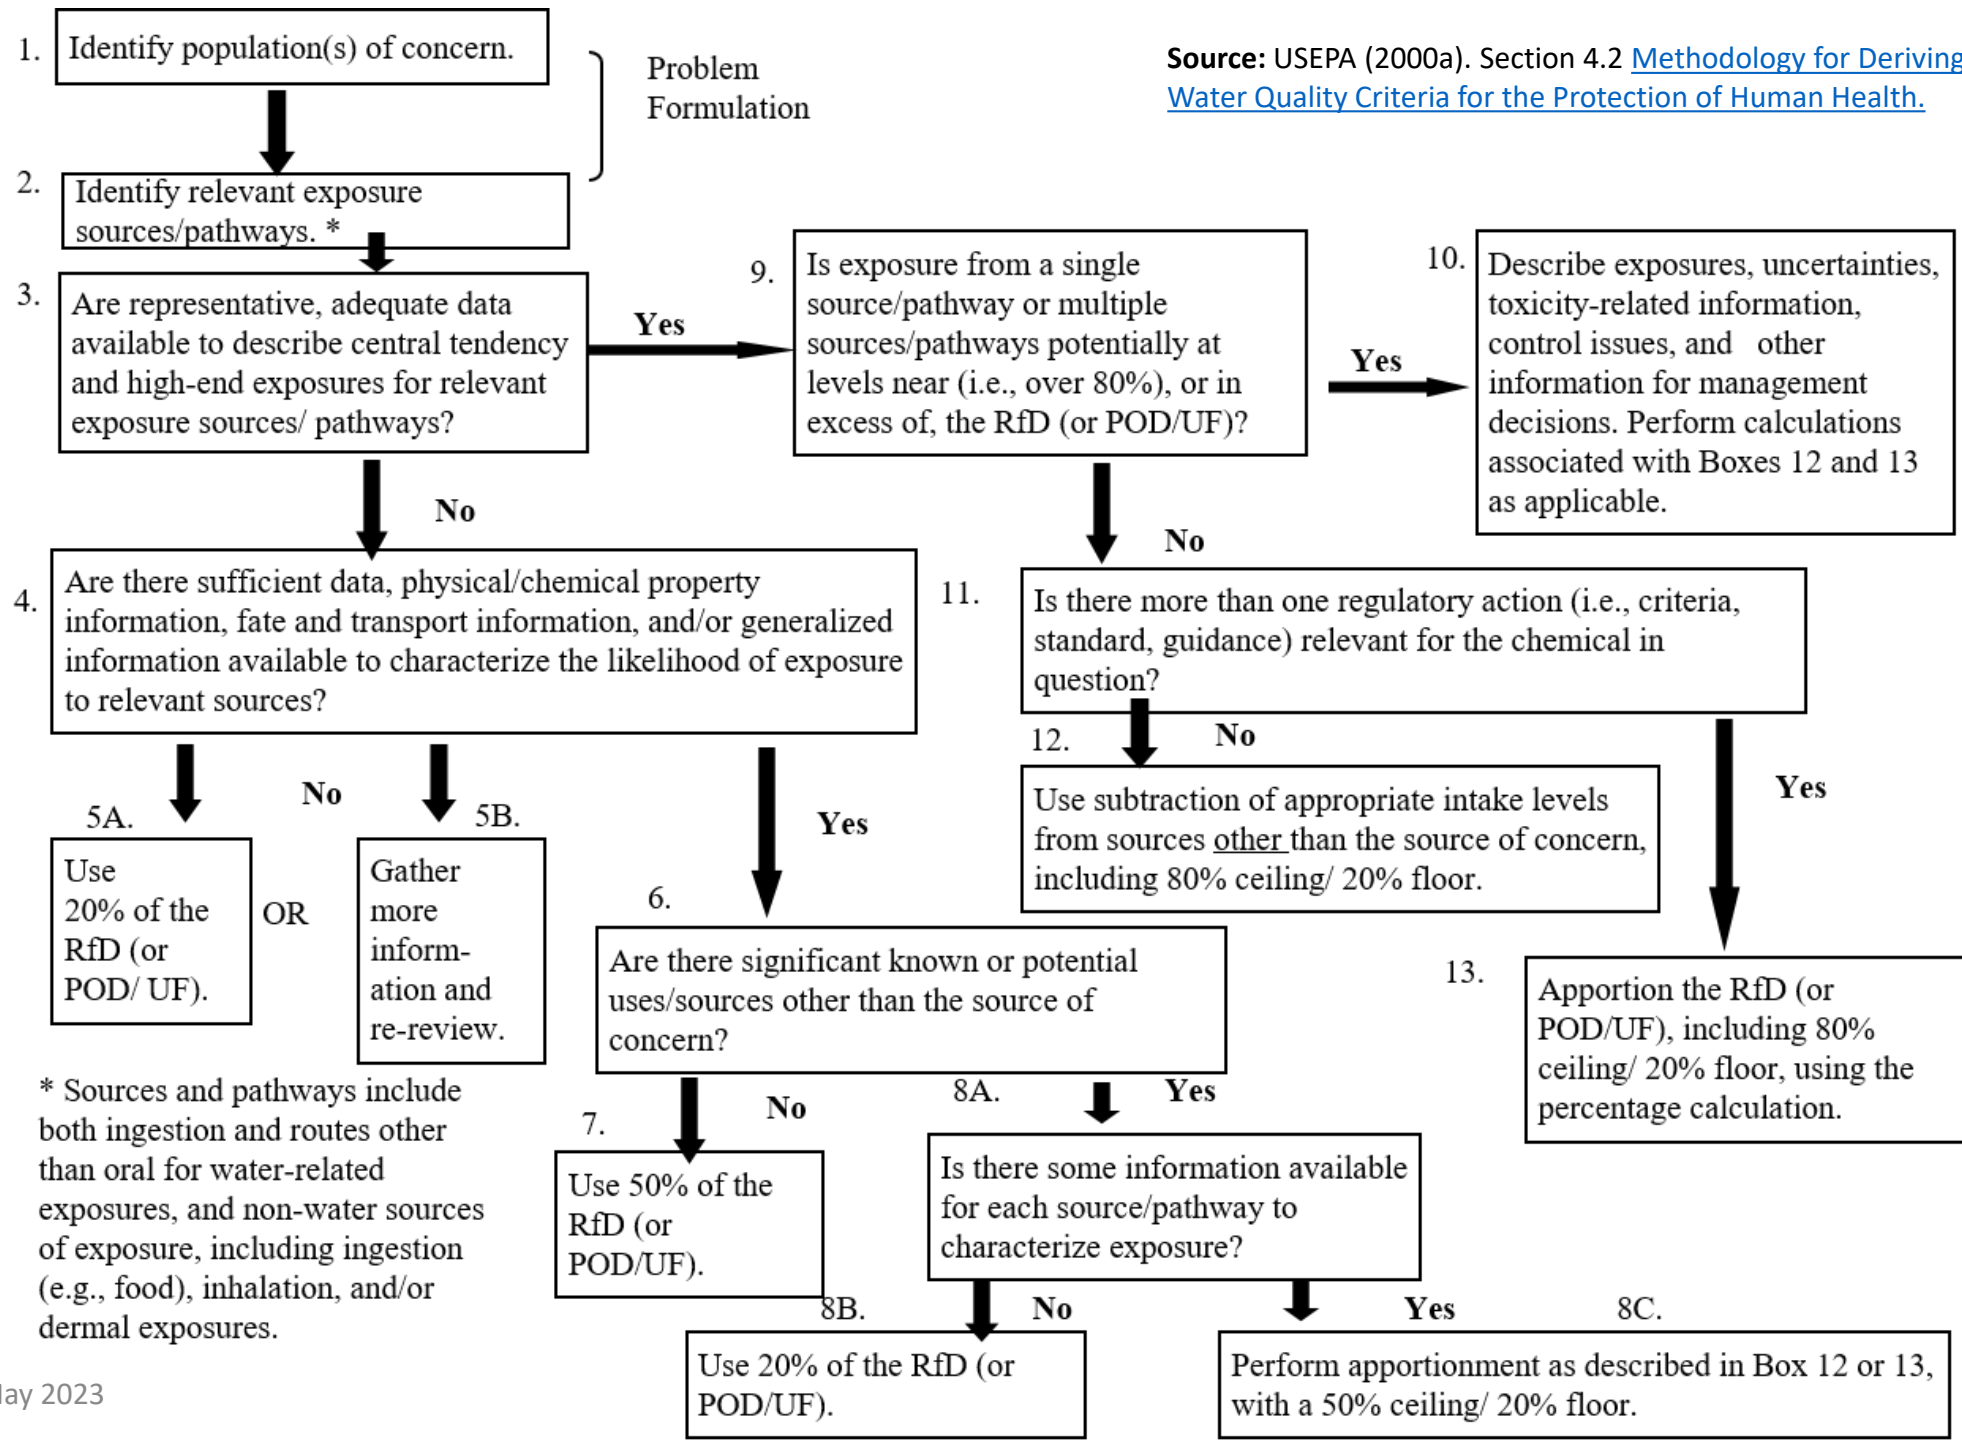 1.
Identify population(s) of concern.
Problem
Formulation
Source: USEPA (2000a). Section 4.2 Methodology for Deriving
Water Quality Criteria for the Protection of Human Health.
2.
Identify relevant exposure
sources/pathways. *
3.
Are representative, adequate data
available to describe central tendency
and high-end exposures for relevant
exposure sources/ pathways?
Yes
9.
Is exposure from a single
source/pathway or multiple
sources/pathways potentially at
levels near (i.e., over 80%), or in
excess of, the RfD (or POD/UF)?
Yes
10.
Describe exposures, uncertainties,
toxicity-related information,
control issues, and other
information for management
decisions. Perform calculations
associated with Boxes 12 and 13
as applicable.
No
No
4.
Are there sufficient data, physical/chemical property
information, fate and transport information, and/or generalized
information available to characterize the likelihood of exposure
to relevant sources?
11.
Is there more than one regulatory action (i.e., criteria,
standard, guidance) relevant for the chemical in
question?
No
Yes
12.
Use subtraction of appropriate intake levels
from sources other than the source of concern,
including 80% ceiling/ 20% floor.
Yes
No
5A.
Use
20% of the
RfD (or
POD/ UF).
OR
5B.
Gather
more
inform-
ation and
re-review.
6.
Are there significant known or potential
uses/sources other than the source of
concern?
13.
Apportion the RfD (or
POD/UF), including 80%
ceiling/ 20% floor, using the
percentage calculation.
* Sources and pathways include
both ingestion and routes other
than oral for water-related
exposures, and non-water sources
of exposure, including ingestion
(e.g., food), inhalation, and/or
dermal exposures.
No
7.
Use 50% of the
RfD (or
POD/UF).
8A.
Yes
Is there some information available
for each source/pathway to
characterize exposure?
8B.
No
Use 20% of the RfD (or
POD/UF).
Yes
8C.
Perform apportionment as described in Box 12 or 13,
with a 50% ceiling/ 20% floor.
2023